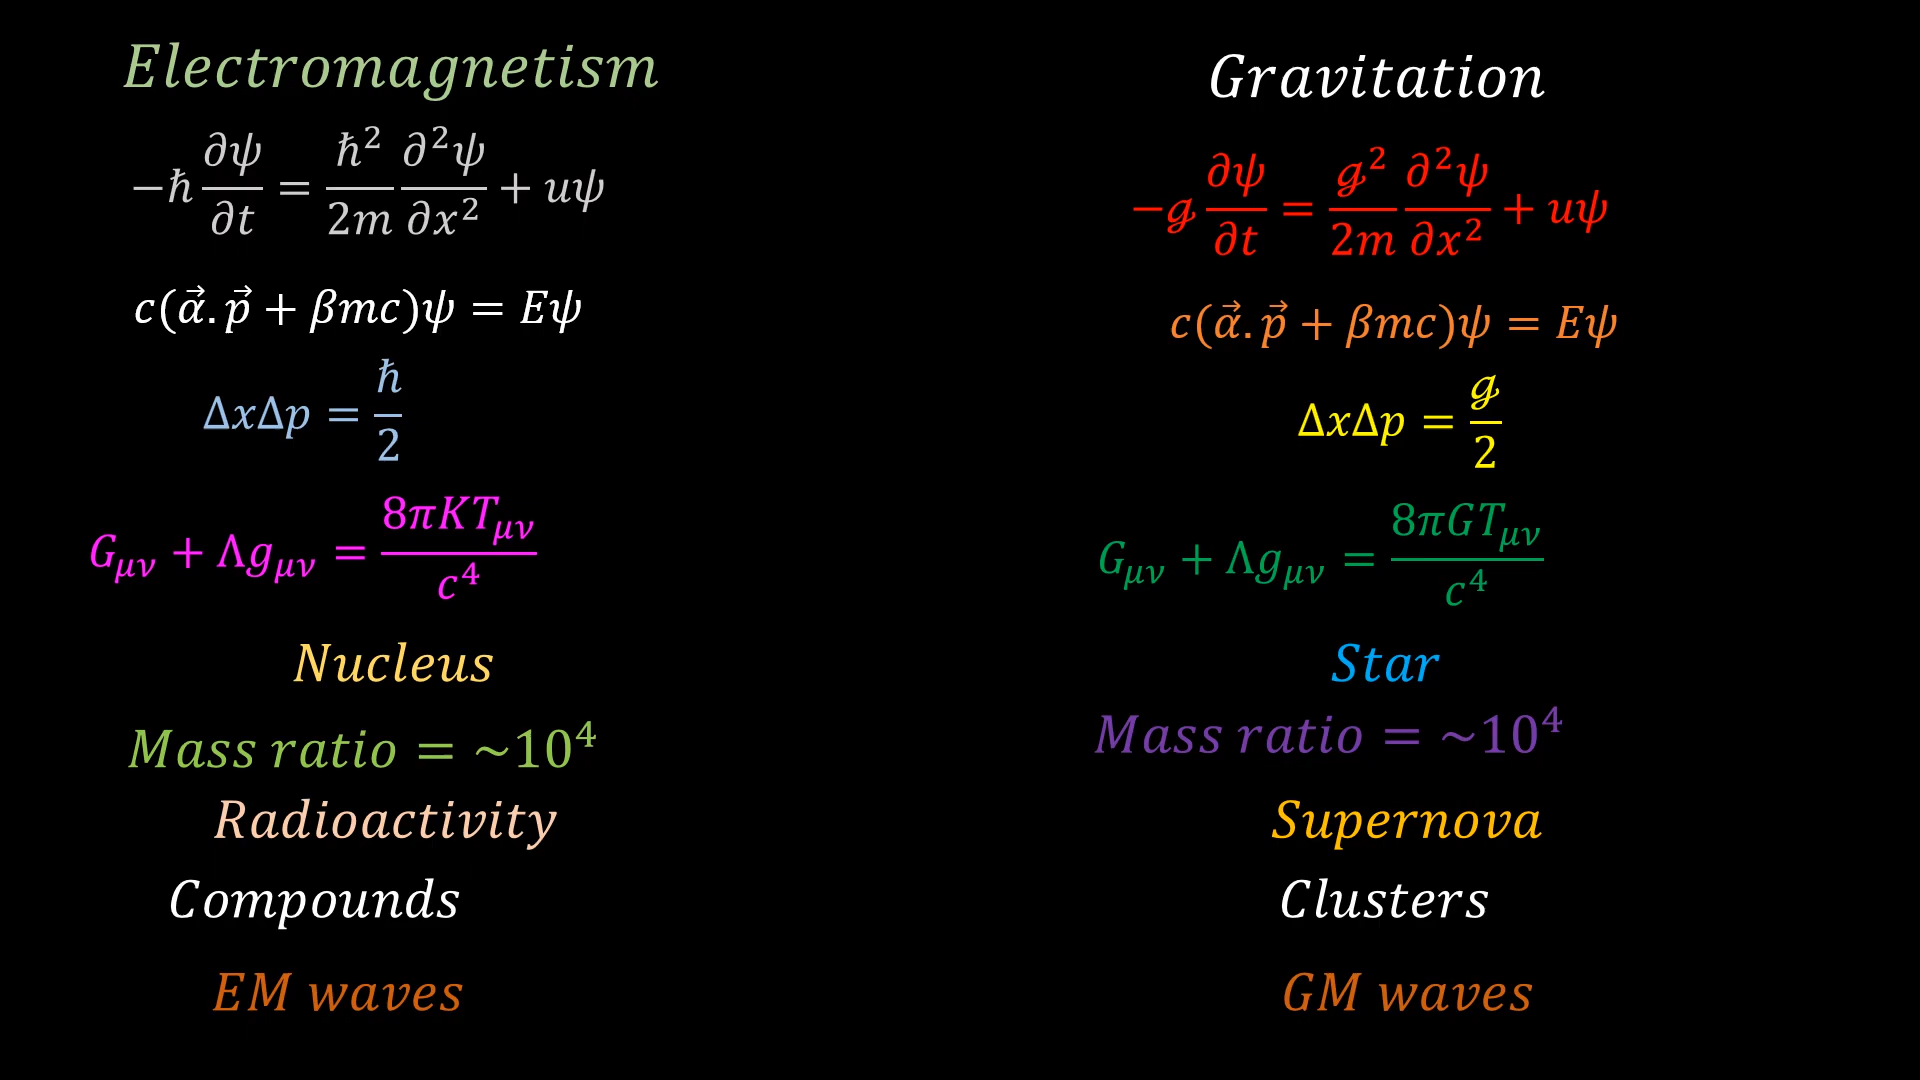 Electromagnetism
−ħ ∂ψ/∂t = ħ²/2m ∂²ψ/∂x² + uψ
c(α⃗.p⃗ + βmc)ψ = Eψ
ΔxΔp = ħ/2
G_μν + Λg_μν = 8πKT_μν/c⁴
Nucleus
Mass ratio = ~10⁴
Radioactivity
Compounds
EM waves
Gravitation
−ℊ ∂ψ/∂t = ℊ²/2m ∂²ψ/∂x² + uψ
c(α⃗.p⃗ + βmc)ψ = Eψ
ΔxΔp = ℊ/2
G_μν + Λg_μν = 8πGT_μν/c⁴
Star
Mass ratio = ~10⁴
Supernova
Clusters
GM waves